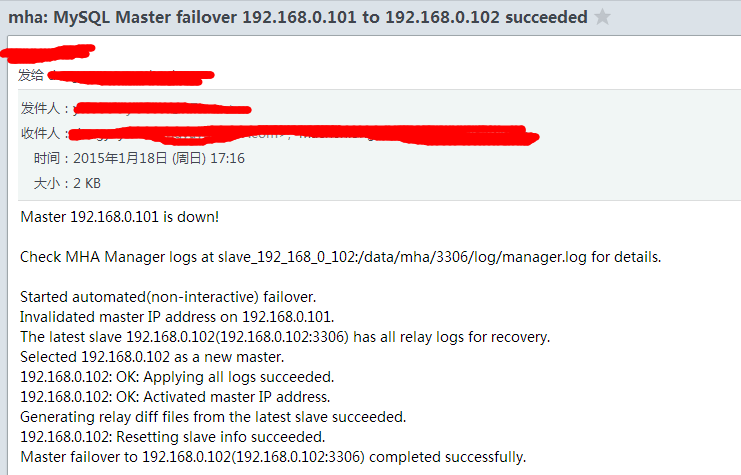 mha: MySQL Master failover 192.168.0.101 to 192.168.0.102 succeeded
发给
发件人：
收件人：
时间：2015年1月18日 (周日) 17:16
大小：2 KB
Master 192.168.0.101 is down!
Check MHA Manager logs at slave_192_168_0_102:/data/mha/3306/log/manager.log for details.
Started automated(non-interactive) failover.
Invalidated master IP address on 192.168.0.101.
The latest slave 192.168.0.102(192.168.0.102:3306) has all relay logs for recovery.
Selected 192.168.0.102 as a new master.
192.168.0.102: OK: Applying all logs succeeded.
192.168.0.102: OK: Activated master IP address.
Generating relay diff files from the latest slave succeeded.
192.168.0.102: Resetting slave info succeeded.
Master failover to 192.168.0.102(192.168.0.102:3306) completed successfully.